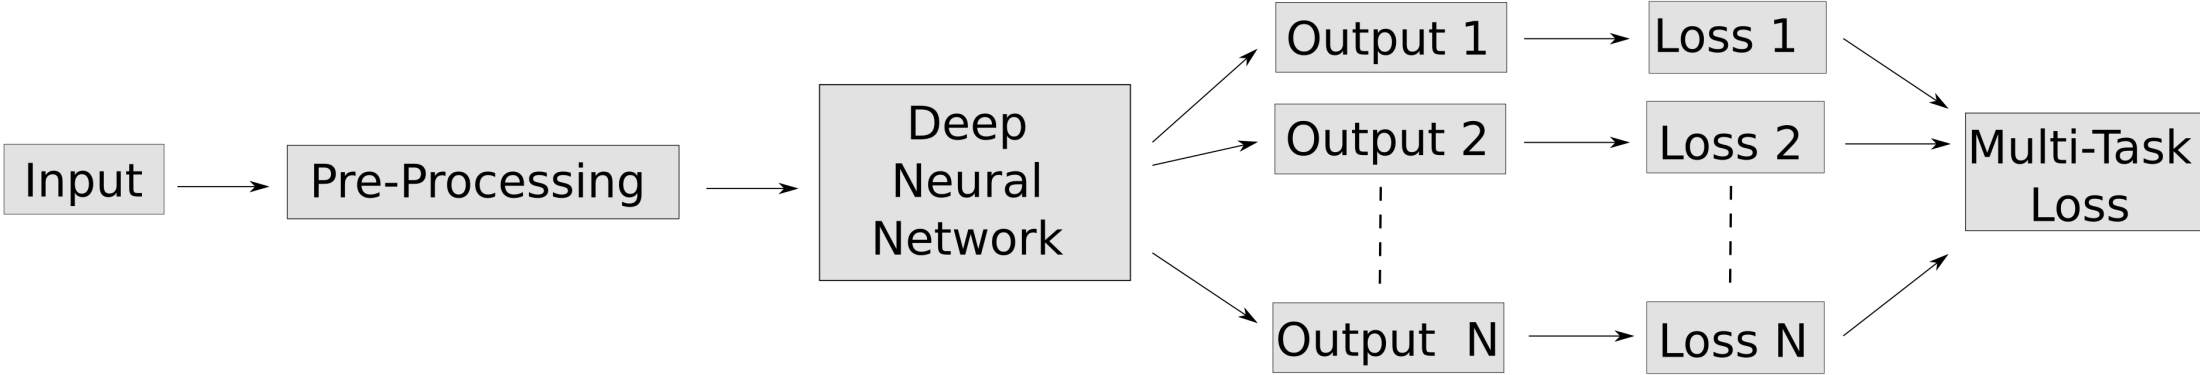 Input
Pre-Processing
Deep
Neural
Network
Output 1
Loss 1
Output 2
Loss 2
Output N
Loss N
Multi-Task
Loss